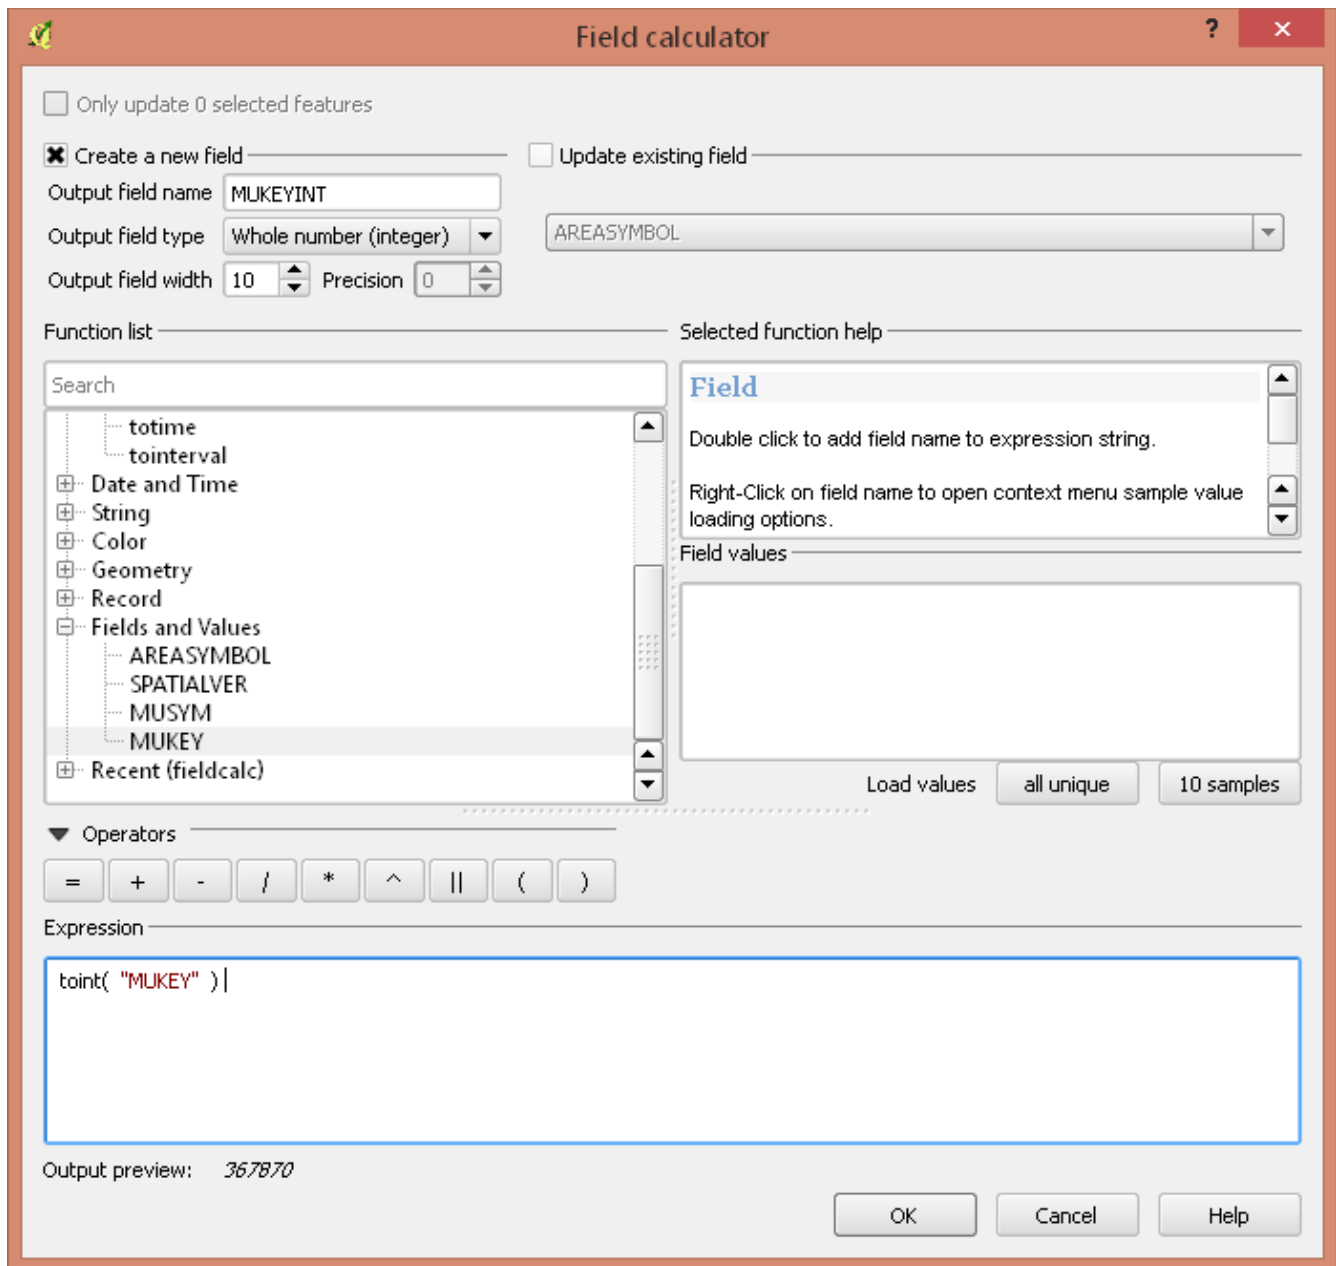 Field calculator
?
×
Only update 0 selected features
Create a new field
Update existing field
Output field name MUKEYINT
Output field type Whole number (integer)
AREASYMBOL
Output field width 10 Precision 0
Function list
Selected function help
Search
totime
tointerval
Date and Time
String
Color
Geometry
Record
Fields and Values
AREASYMBOL
SPATIALVER
MUSYM
MUKEY
Recent (fieldcalc)
Field
Double click to add field name to expression string.
Right-Click on field name to open context menu sample value
loading options.
Field values
Load values all unique 10 samples
Operators
= + - / * ^ || ( )
Expression
toint( "MUKEY" )
Output preview: 367870
OK Cancel Help